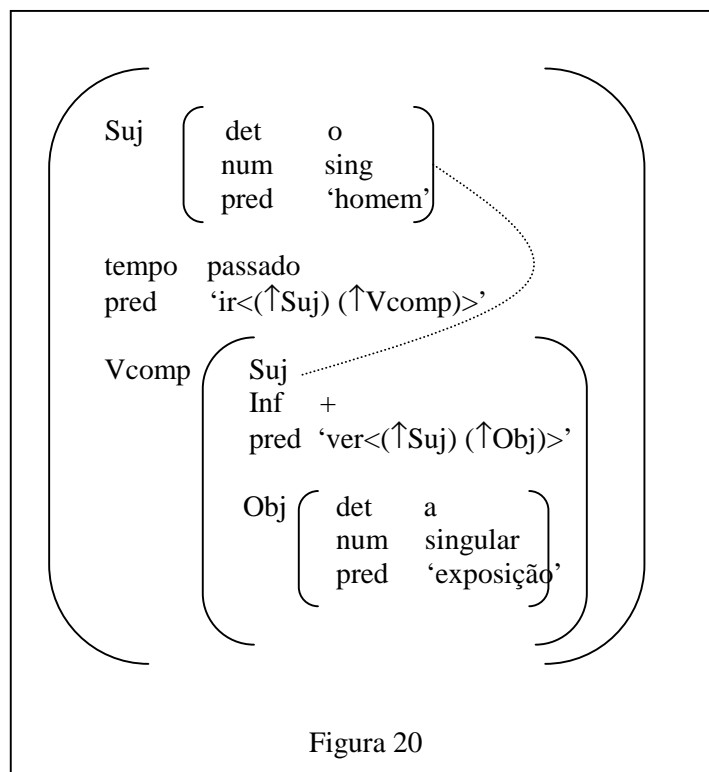 Suj det o
num sing
pred ‘homem’
tempo passado
pred ‘ir<(↑Suj) (↑Vcomp)>’
Vcomp Suj
Inf +
pred ‘ver<(↑Suj) (↑Obj)>’
Obj det a
num singular
pred ‘exposição’
Figura 20